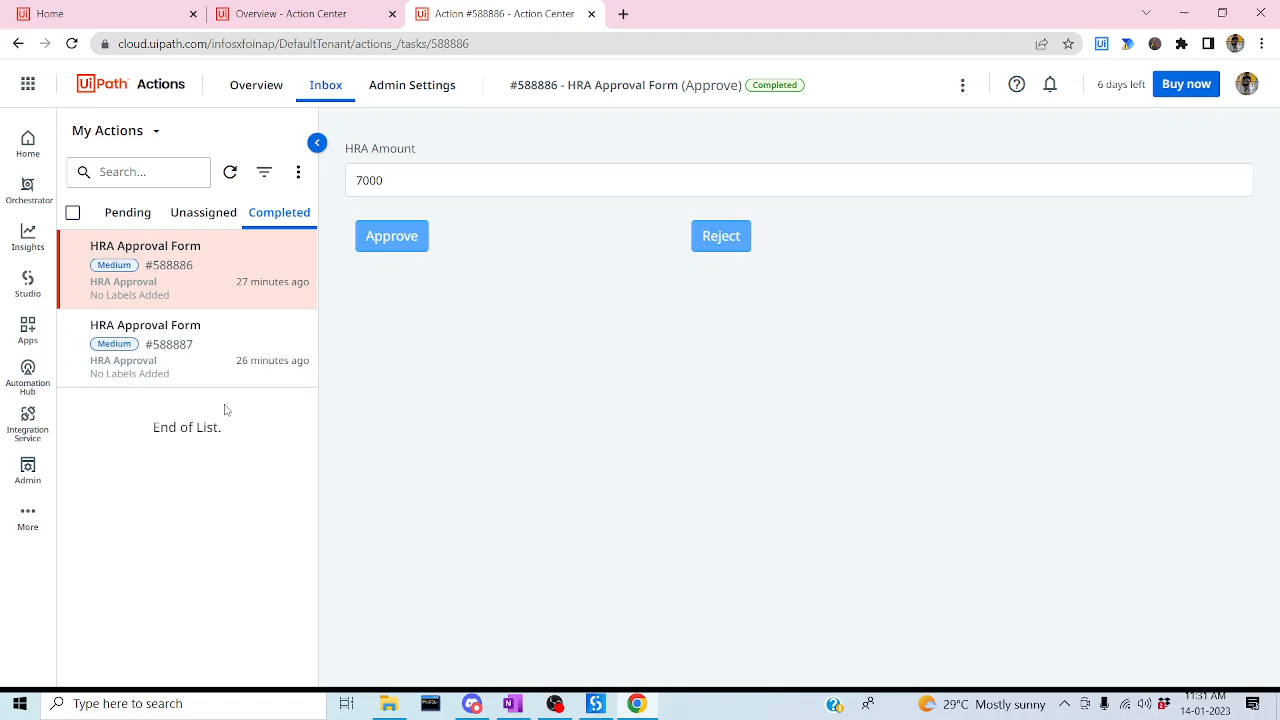 Home
Overview - Action Center
Action #588886 - Action Center
cloud.uipath.com/infosxfoinap/DefaultTenant/actions_/tasks/588886
UiPath Actions
Overview
Inbox
Admin Settings
#588886 - HRA Approval Form (Approve) Completed
6 days left
Buy now
Home
Orchestrator
Insights
Studio
Apps
Automation
Hub
Integration
Service
Admin
More
My Actions
Search...
Pending
Unassigned
Completed
HRA Approval Form
Medium #588886
HRA Approval 27 minutes ago
No Labels Added
HRA Approval Form
Medium #588887
HRA Approval 26 minutes ago
No Labels Added
End of List.
HRA Amount
7000
Approve
Reject
Type here to search
29°C Mostly sunny
11:31 AM
14-01-2023